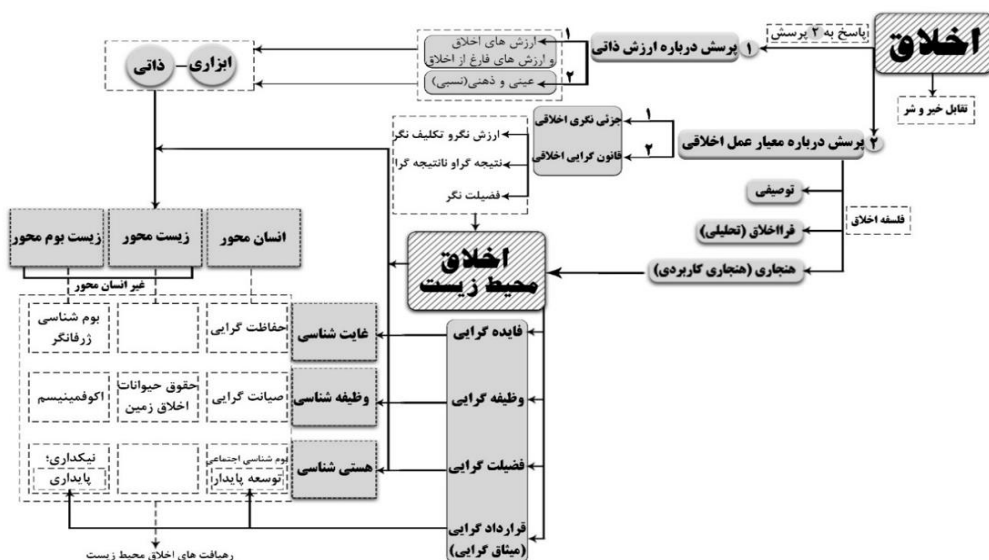 اخلاق
تقابل خیر و شر
پاسخ به ۲ پرسش
۱ پرسش درباره ارزش ذاتی
۱
ارزش های اخلاق
و ارزش های فارغ از اخلاق
۲
عینی و ذهنی(نسبی)
ابزاری – ذاتی
۲ پرسش درباره معیار عمل اخلاقی
۱
جزئی نگری اخلاقی
۲
قانون گرایی اخلاقی
ارزش نگرو تکلیف نگر
نتیجه گراو نانتیجه گرا
فضیلت نگر
فلسفه اخلاق
توصیفی
فرااخلاق (تحلیلی)
هنجاری (هنجاری کاربردی)
اخلاق
محیط زیست
انسان محور
زیست محور
زیست بوم محور
غیر انسان محور
فایده گرایی
غایت شناسی
حفاظت گرایی
بوم شناسی
ژرفانگر
وظیفه گرایی
وظیفه شناسی
صیانت گرایی
حقوق حیوانات
اخلاق زمین
اکوفمینیسم
فضیلت گرایی
هستی شناسی
بوم شناسی اجتماعی
توسعه پایدار
نیکداری؛
پایداری
قرارداد گرایی
(میثاق گرایی)
رهیافت های اخلاق محیط زیست